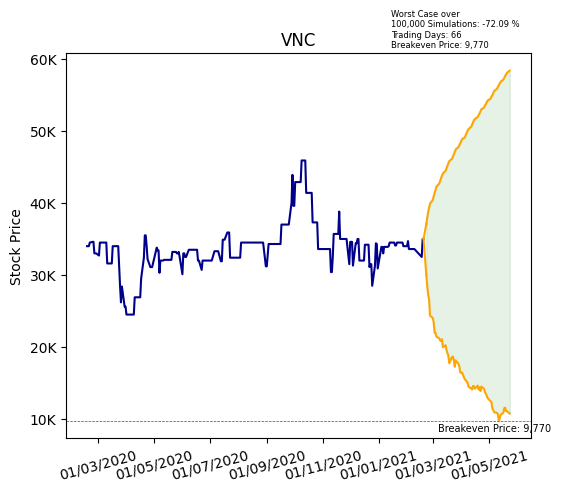 Worst Case over
100,000 Simulations: -72.09 %
Trading Days: 66
Breakeven Price: 9,770
VNC
60K
50K
40K
30K
20K
10K
Stock Price
Breakeven Price: 9,770
01/03/2020
01/05/2020
01/07/2020
01/09/2020
01/11/2020
01/01/2021
01/03/2021
01/05/2021